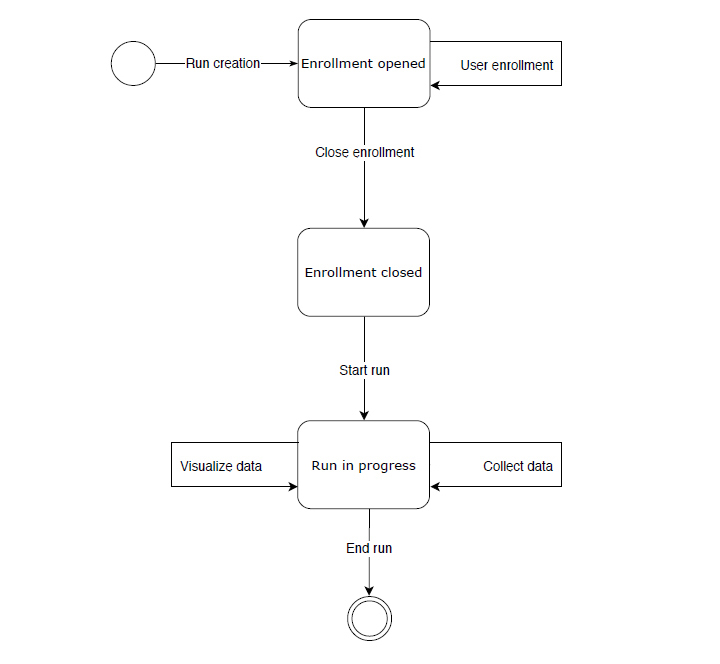 Run creation
Enrollment opened
User enrollment
Close enrollment
Enrollment closed
Start run
Visualize data
Run in progress
Collect data
End run